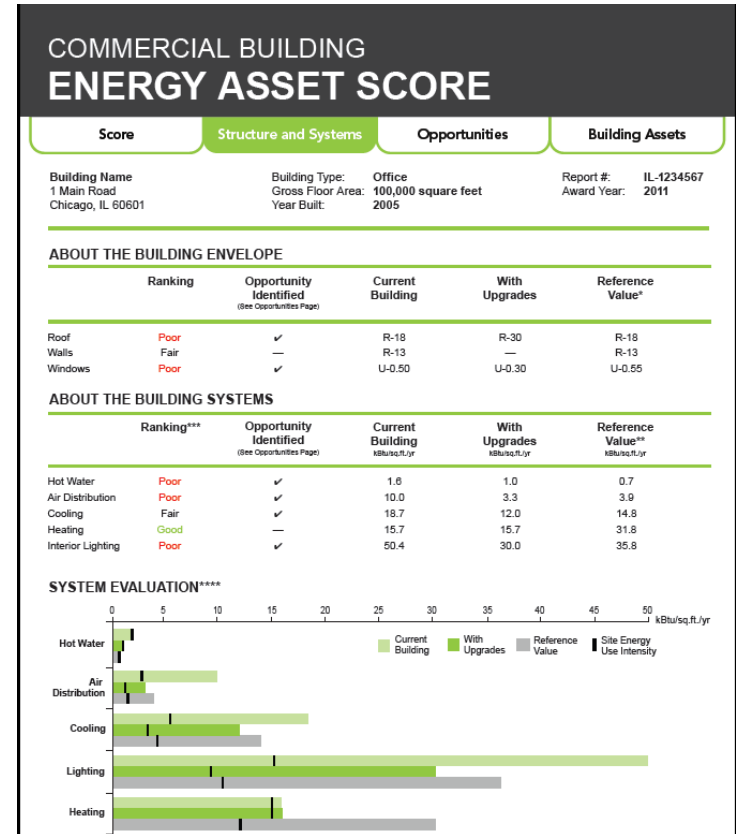 COMMERCIAL BUILDING
ENERGY ASSET SCORE
Score Structure and Systems Opportunities Building Assets
Building Name Building Type: Office Report #: IL-1234567
1 Main Road Gross Floor Area: 100,000 square feet Award Year: 2011
Chicago, IL 60601 Year Built: 2005
ABOUT THE BUILDING ENVELOPE
Ranking Opportunity Current With Reference
Identified Building Upgrades Value*
(See Opportunities Page)
Roof Poor ✔ R-18 R-30 R-18
Walls Fair — R-13 — R-13
Windows Poor ✔ U-0.50 U-0.30 U-0.55
ABOUT THE BUILDING SYSTEMS
Ranking*** Opportunity Current With Reference
Identified Building Upgrades Value**
(See Opportunities Page) kBtu/sq.ft./yr kBtu/sq.ft./yr kBtu/sq.ft./yr
Hot Water Poor ✔ 1.6 1.0 0.7
Air Distribution Poor ✔ 10.0 3.3 3.9
Cooling Fair ✔ 18.7 12.0 14.8
Heating Good — 15.7 15.7 31.8
Interior Lighting Poor ✔ 50.4 30.0 35.8
SYSTEM EVALUATION****
0 5 10 15 20 25 30 35 40 45 50 kBtu/sq.ft./yr
Hot Water
Current With Reference Site Energy
Building Upgrades Value Use Intensity
Air
Distribution
Cooling
Lighting
Heating